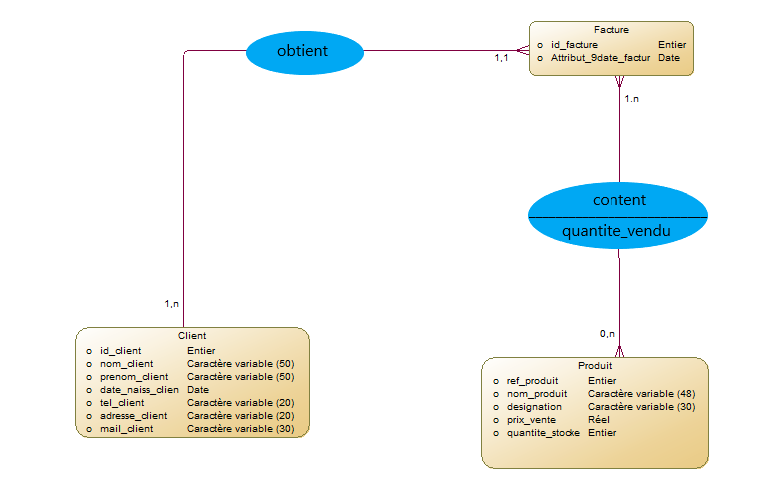 obtient
1,1
Facture
id_facture Entier
Attribut_9date_factur Date
1.n
content
quantite_vendu
0,n
1,n
Client
id_client Entier
nom_client Caractère variable (50)
prenom_client Caractère variable (50)
date_naiss_clien Date
tel_client Caractère variable (20)
adresse_client Caractère variable (20)
mail_client Caractère variable (30)
Produit
ref_produit Entier
nom_produit Caractère variable (48)
designation Caractère variable (30)
prix_vente Réel
quantite_stocke Entier